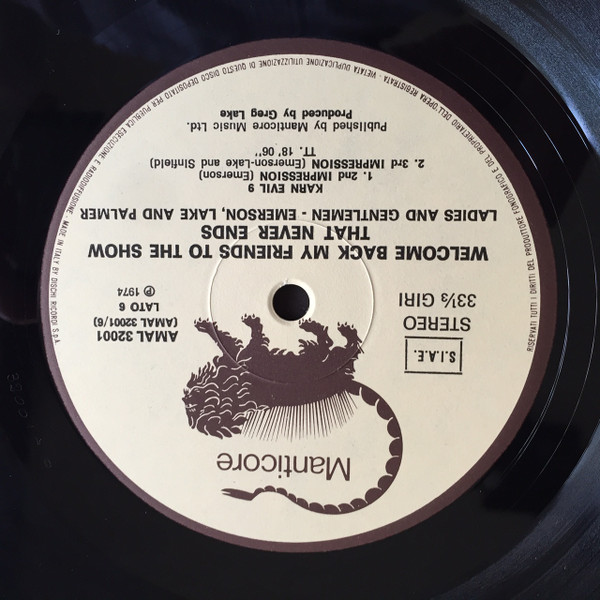 Manticore
S.I.A.E.
STEREO
33⅓ GIRI
AMAL 32001
(AMAL 32001/6)
LATO 6
℗ 1974
WELCOME BACK MY FRIENDS TO THE SHOW
THAT NEVER ENDS
LADIES AND GENTLEMEN - EMERSON, LAKE AND PALMER
KARN EVIL 9
1. 2nd IMPRESSION (Emerson)
2. 3rd IMPRESSION (Emerson-Lake and Sinfield)
TT. 18' 06''
Published by Manticore Music Ltd.
Produced by Greg Lake
RISERVATI TUTTI I DIRITTI DEL PRODUTTORE FONOGRAFICO E DEL PROPRIETARIO DELL'OPERA REGISTRATA - VIETATA DUPLICAZIONE UTILIZZAZIONE DI QUESTO DISCO DEPOSITATO PER PUBBLICA ESECUZIONE E RADIODIFFUSIONE. MADE IN ITALY BY DISCHI RICORDI S.p.A.